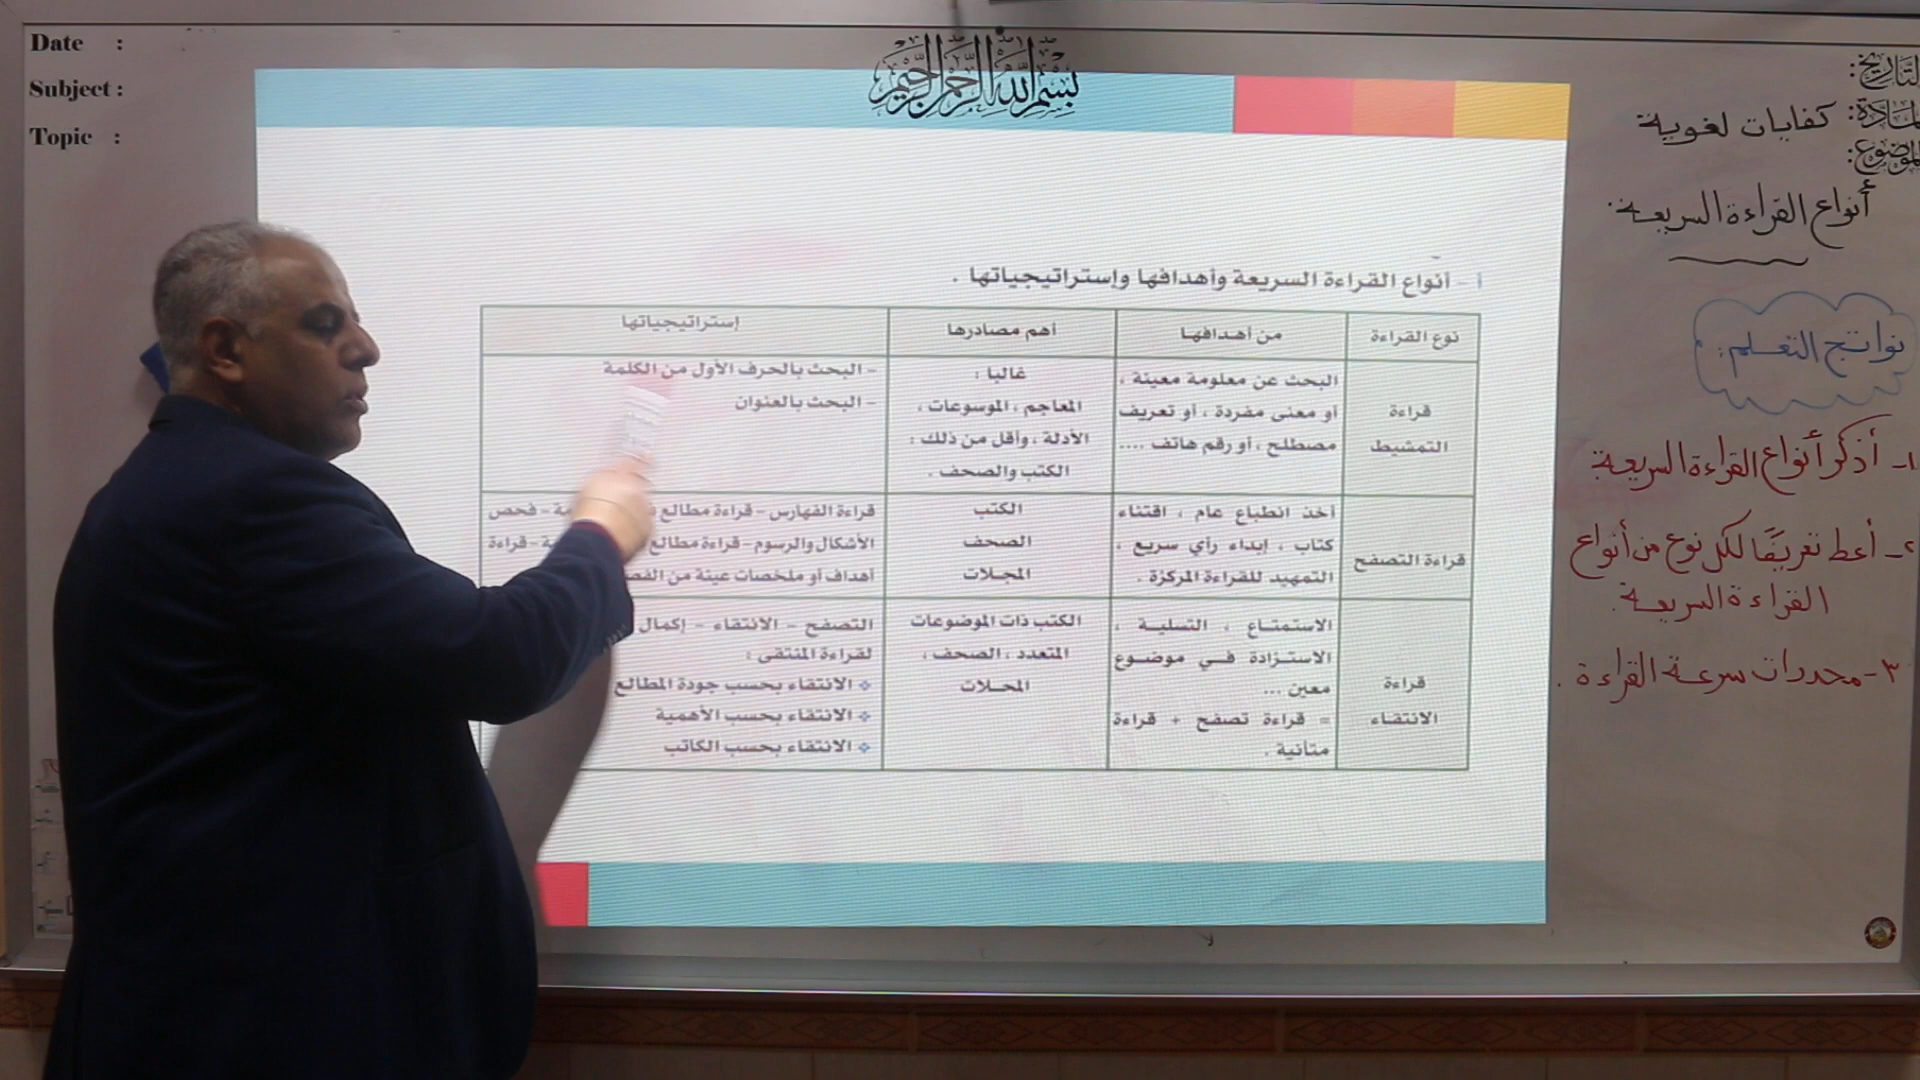 بسم الله الرحمن الرحيم
Date :
Subject :
Topic :
التاريخ:
المادة: كفايات لغوية
الموضوع:
أنواع القراءة السريعة.
نواتج التعلم:
١- أذكر أنواع القراءة السريعة
٢- أعط تعريفًا لكل نوع من أنواع
القراءة السريعة.
٣- محددات سرعة القراءة.
أ - أنواع القراءة السريعة وأهدافها وإستراتيجياتها .
نوع القراءة
من أهدافها
أهم مصادرها
إستراتيجياتها
قراءة
التمشيط
البحث عن معلومة معينة ،
أو معنى مفردة ، أو تعريف
مصطلح ، أو رقم هاتف ....
غالبا :
المعاجم ، الموسوعات ،
الأدلة ، وأقل من ذلك :
الكتب والصحف .
- البحث بالحرف الأول من الكلمة
- البحث بالعنوان
قراءة التصفح
أخذ انطباع عام ، اقتناء
كتاب ، إبداء رأي سريع ،
التمهيد للقراءة المركزة .
الكتب
الصحف
المجلات
قراءة الفهارس - قراءة مطالع - فحص
الأشكال والرسوم - قراءة مطالع - قراءة
أهداف أو ملخصات عينة من
قراءة
الانتقاء
الاستمتاع ، التسلية ،
الاستزادة في موضوع
معين ...
= قراءة تصفح + قراءة
متأنية .
الكتب ذات الموضوعات
المتعدد ، الصحف ،
المجلات
التصفح - الانتقاء - إكمال
لقراءة المنتقى :
❖ الانتقاء بحسب جودة المطالع
❖ الانتقاء بحسب الأهمية
❖ الانتقاء بحسب الكاتب